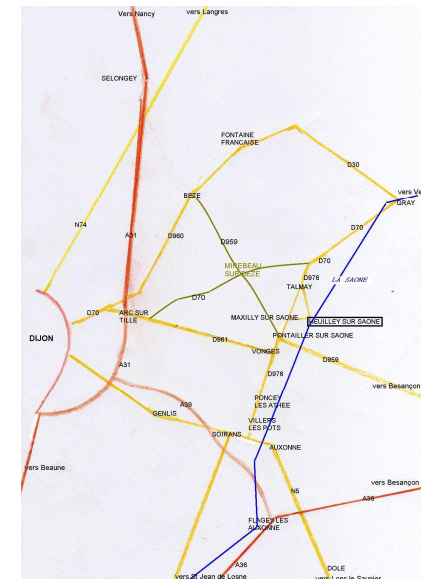 Vers Nancy
vers Langres
SELONGEY
FONTAINE
FRANCAISE
D30
BEZE
vers Ve
GRAY
N74
A31
D960
D959
D70
MIREBEAU
SUR BEZE
D70
D976
LA SAONE
TALMAY
D70
D70
ARC SUR
TILLE
MAXILLY SUR SAONE
HEUILLEY SUR SAONE
DIJON
D961
PONTAILLER SUR SAONE
VONGES
D959
A31
D976
vers Besançon
PONCEY
LES ATHEE
A39
GENLIS
VILLERS
LES POTS
SOIRANS
AUXONNE
vers Beaune
vers Besançon
N5
A36
FLAGEY LES
AUXONNE
A36
DOLE
vers St Jean de Losne
vers Lons le Saunier